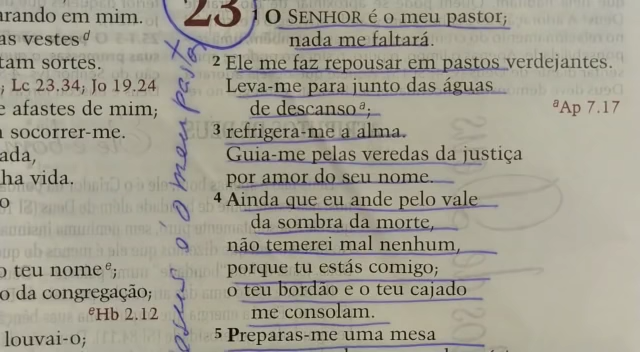 arando em mim.
as vestes d
tam sortes.
; Lc 23.34; Jo 19.24
e afastes de mim;
socorrer-me.
ada,
ha vida.
o
o teu nome e;
o da congregação;
e Hb 2.12
louvai-o;
o meu pastor
23 1 O SENHOR é o meu pastor;
nada me faltará.
2 Ele me faz repousar em pastos verdejantes.
Leva-me para junto das águas
de descanso a;
a Ap 7.17
3 refrigera-me a alma.
Guia-me pelas veredas da justiça
por amor do seu nome.
4 Ainda que eu ande pelo vale
da sombra da morte,
não temerei mal nenhum,
porque tu estás comigo;
o teu bordão e o teu cajado
me consolam.
5 Preparas-me uma mesa